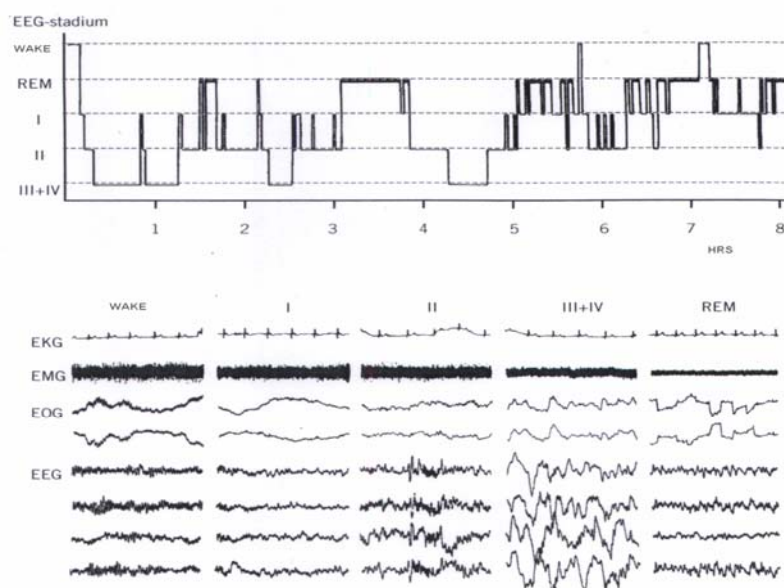 EEG-stadium
WAKE
REM
I
II
III+IV
1 2 3 4 5 6 7 8
HRS
WAKE I II III+IV REM
EKG
EMG
EOG
EEG